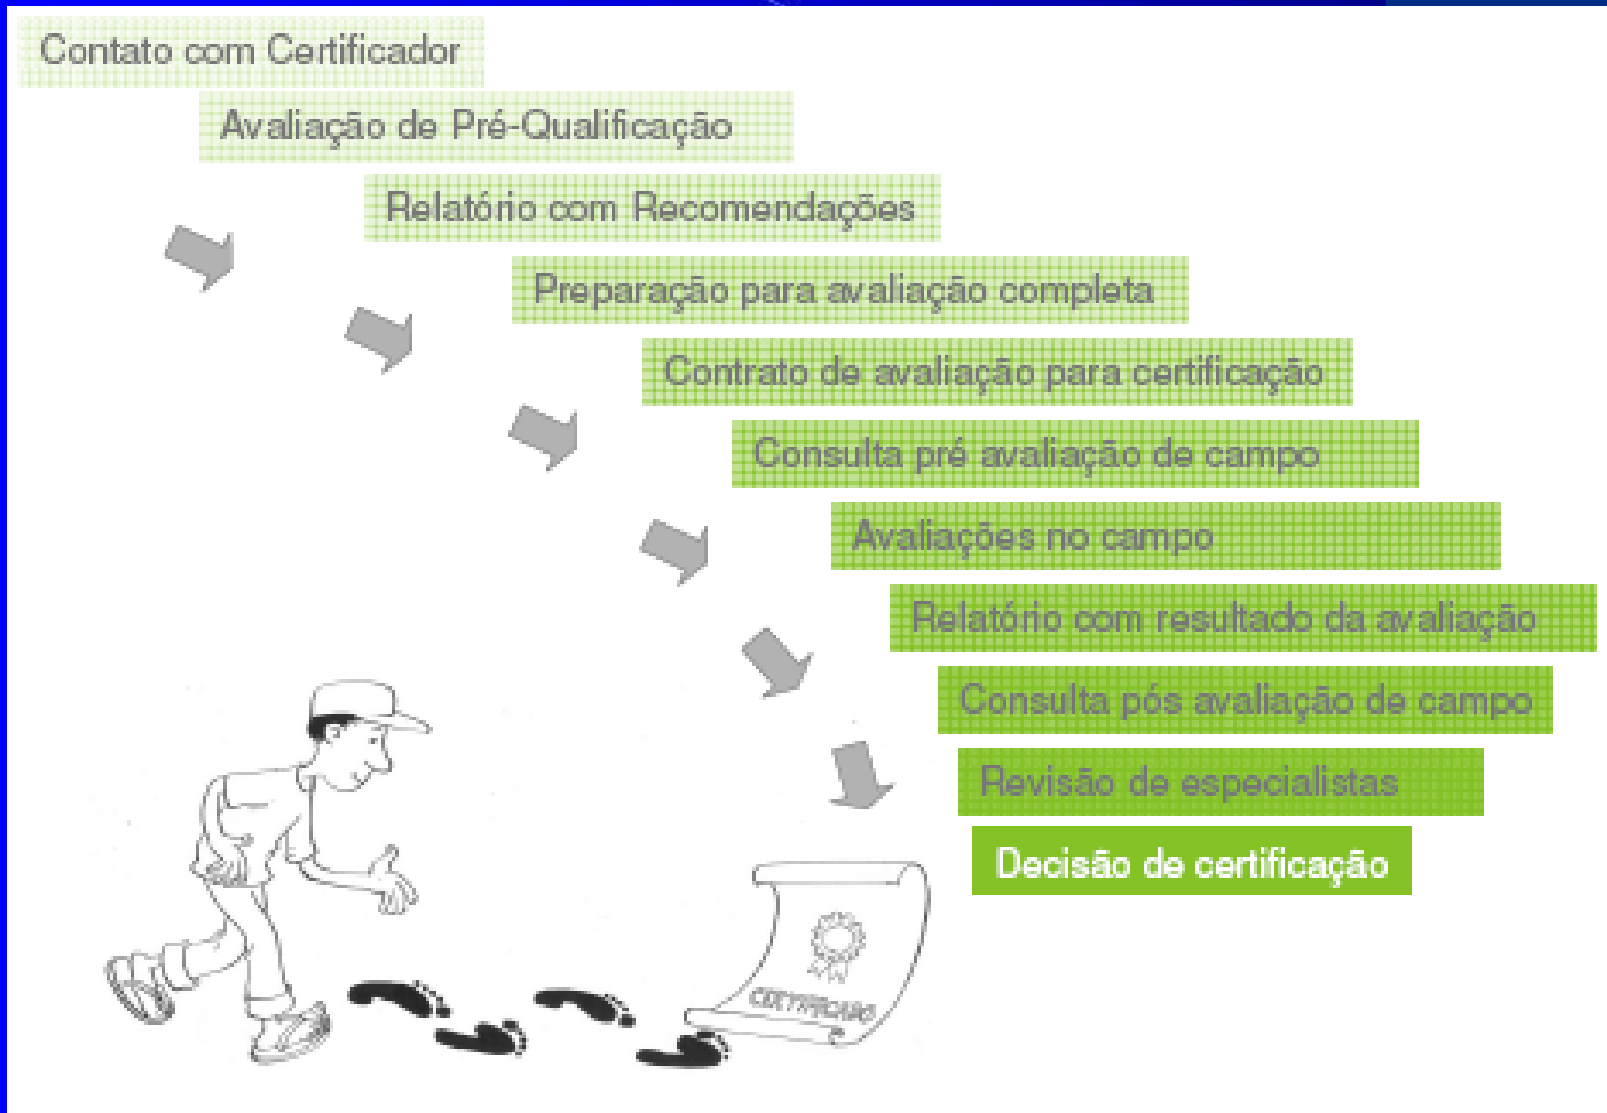 Contato com Certificador
Avaliação de Pré-Qualificação
Relatório com Recomendações
Preparação para avaliação completa
Contrato de avaliação para certificação
Consulta pré avaliação de campo
Avaliações no campo
Relatório com resultado da avaliação
Consulta pós avaliação de campo
Revisão de especialistas
Decisão de certificação
CERTIFICADO